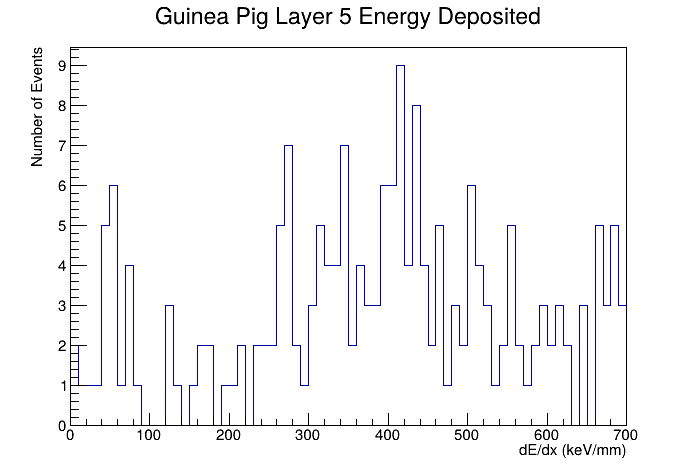 Guinea Pig Layer 5 Energy Deposited
Number of Events
9
8
7
6
5
4
3
2
1
0
0 100 200 300 400 500 600 700
dE/dx (keV/mm)